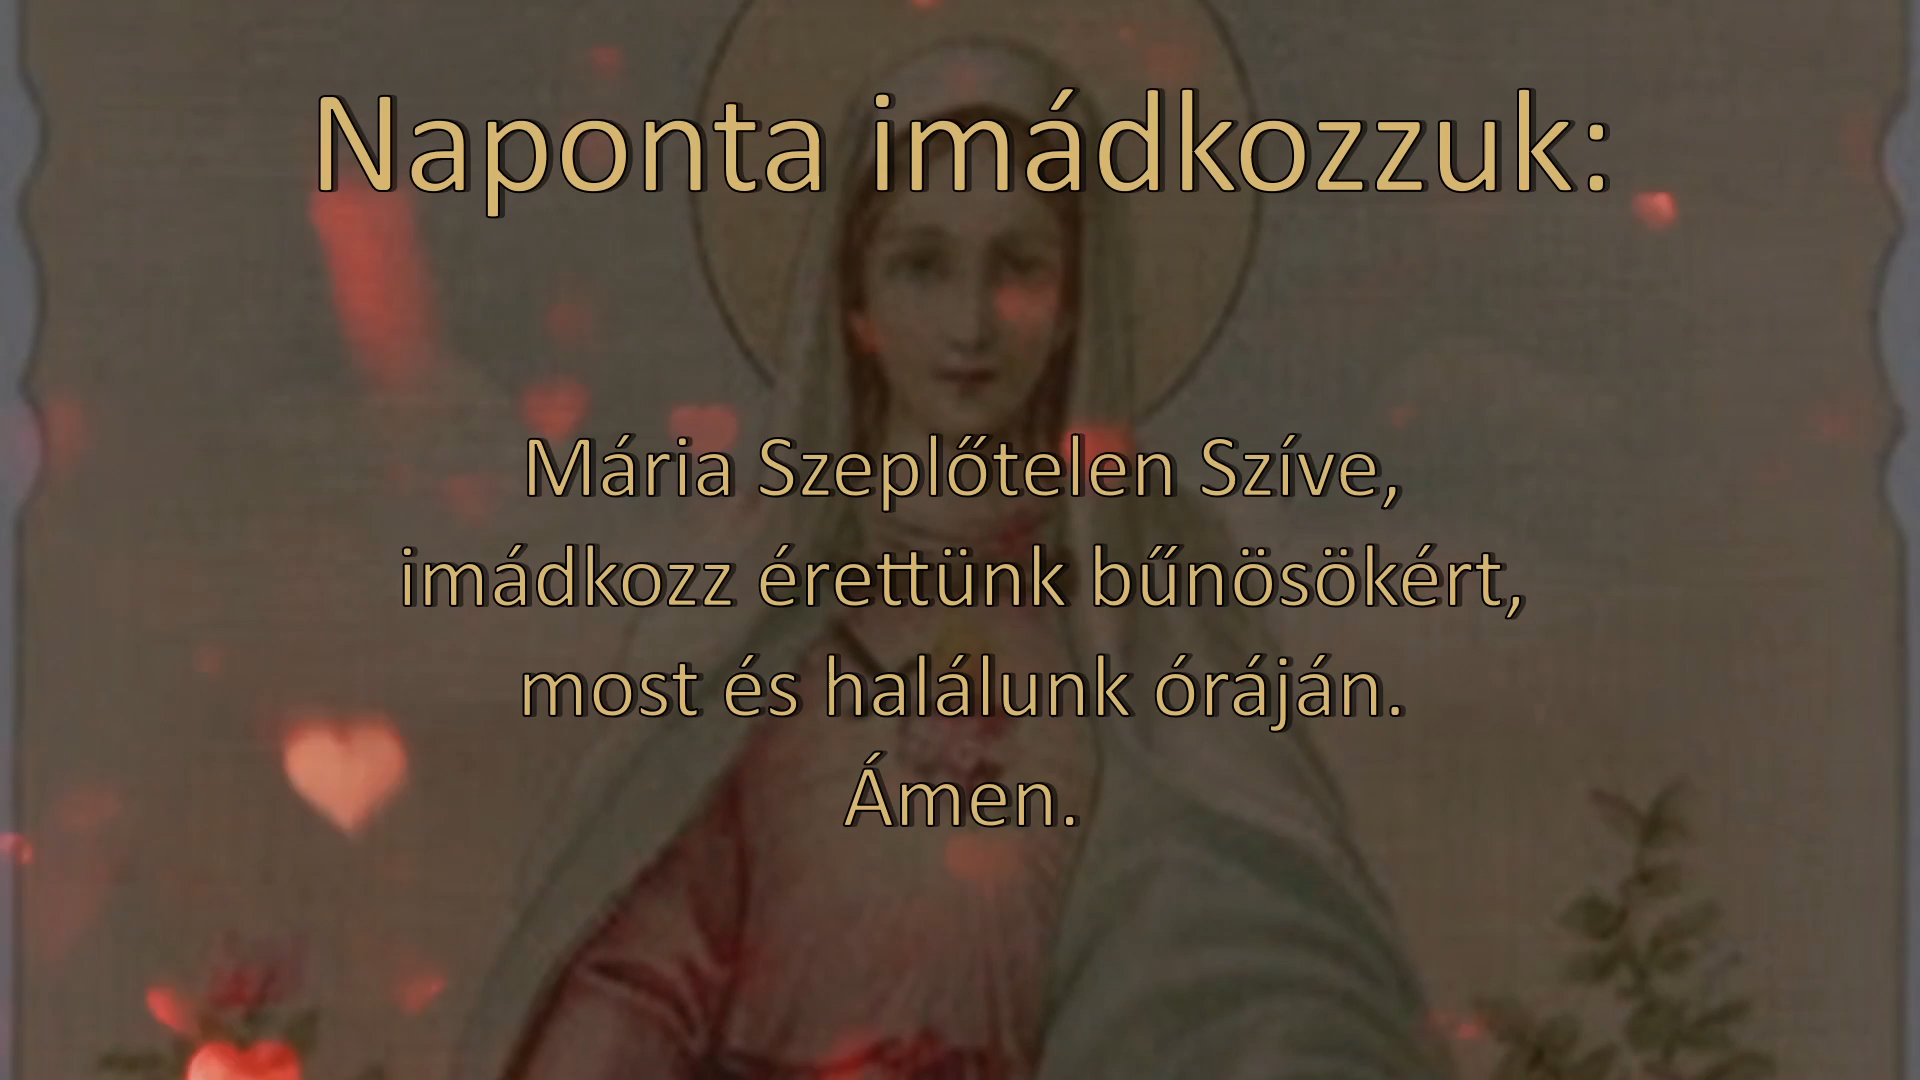 Naponta imádkozzuk:
Mária Szeplőtelen Szíve,
imádkozz érettünk bűnösökért,
most és halálunk óráján.
Ámen.